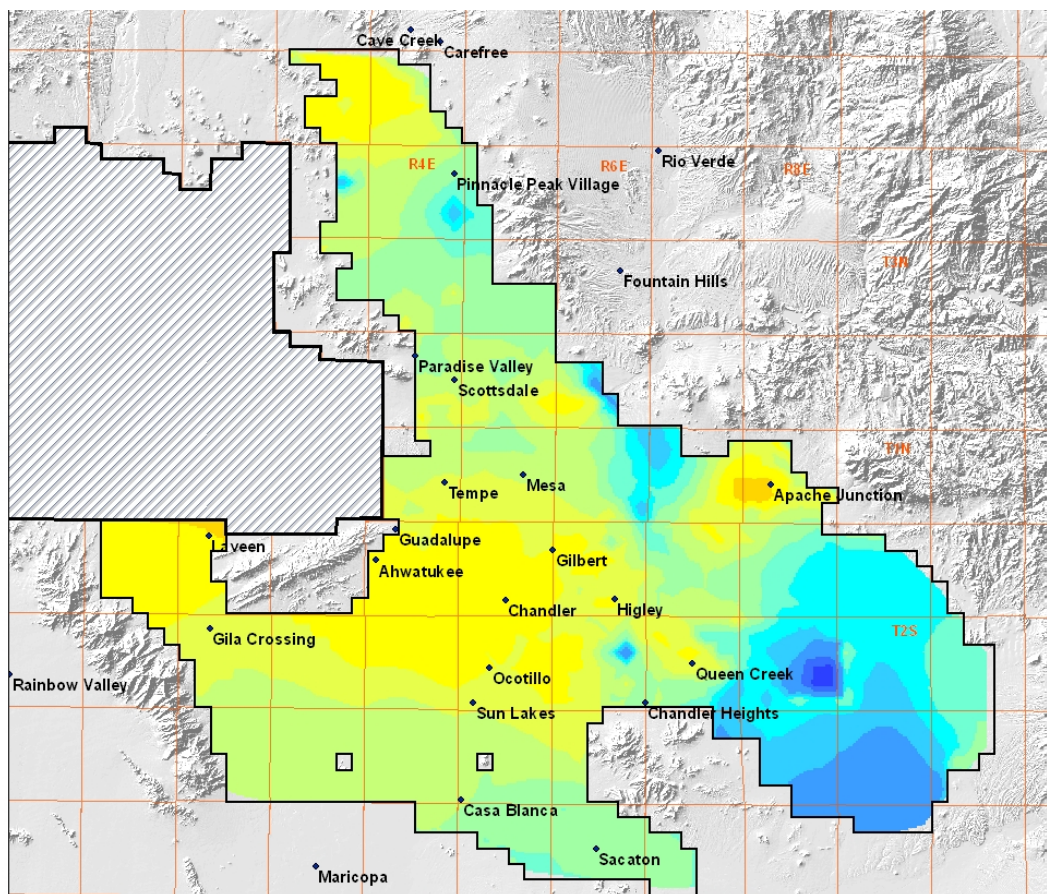 Cave Creek
Carefree
R4E
R6E
Rio Verde
R8E
Pinnacle Peak Village
Fountain Hills
Paradise Valley
Scottsdale
T1N
Tempe
Mesa
Apache Junction
Laveen
Guadalupe
Ahwatukee
Gilbert
Chandler
Higley
Gila Crossing
T2S
Rainbow Valley
Ocotillo
Queen Creek
Sun Lakes
Chandler Heights
Casa Blanca
Sacaton
Maricopa